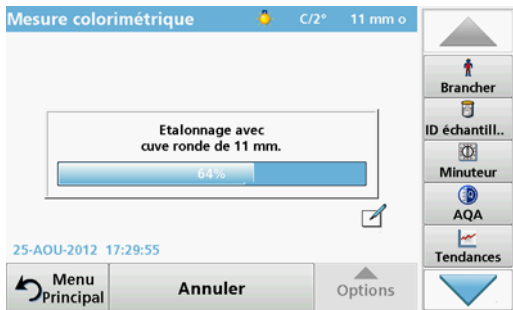 Mesure colorimétrique C/2° 11 mm o
Etalonnage avec
cuve ronde de 11 mm.
64%
25-AOU-2012 17:29:55
Menu
Principal
Annuler
Options
Brancher
ID échantill..
Minuteur
AQA
Tendances